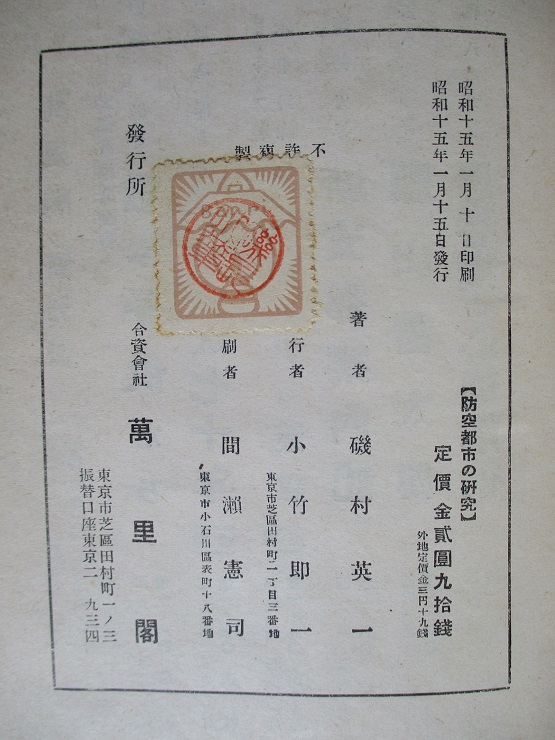 昭和十五年一月十日印刷
昭和十五年一月十五日發行
【防空都市の硏究】
定價金貳圓九拾錢
外地定價金三円十九錢
不許複製
著者 磯村英一
行者 小竹即一
東京市芝區田村町二丁目三番地
刷者 間瀨憲司
東京市小石川區表町十八番地
發行所 合資會社 萬里閣
東京市芝區田村町一ノ三
振替口座東京二一九三四